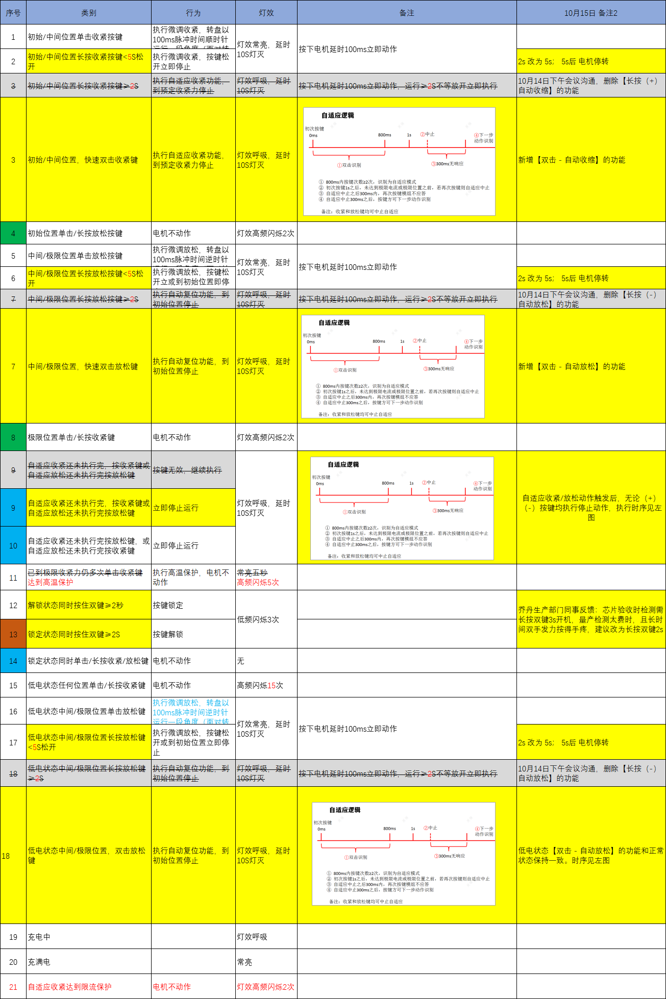 序号 类别 行为 灯效 备注 10月15日 备注2
1 初始/中间位置单击收紧按键
执行微调收紧，转盘以
100ms脉冲时间顺时针
灯效常亮，延时
10S灯灭
按下电机延时100ms立即动作
2
初始/中间位置长按收紧按键<5S松
开
执行微调收紧，按键松
开立即停止
2s 改为 5s； 5s后 电机停转
3 初始/中间位置长按收紧按键≥2S
执行自适应收紧功能，
到预定收紧力停止
灯效呼吸，延时
10S灯灭
按下电机延时100ms立即动作，运行≥2S不等放开立即执行
10月14日下午会议沟通，删除【长按（+）
自动收缩】的功能
3 初始/中间位置，快速双击收紧键
执行自适应收紧功能，
到预定收紧力停止
灯效呼吸，延时
10S灯灭
自适应逻辑
初次按键
0ms 800ms 1s ②中止 ④下一步
动作识别
①双击识别 ③300ms无响应
① 800ms内按键次数≥2次，识别为自适应模式
② 初次按键1s之后，未达到极限电流或极限位置之前，若再次按键则自适应中止
③ 自适应中止之后300ms内，再次按键模组不应答
④ 自适应中止300ms之后，按键方可下一步动作识别
备注：收紧和放松键均可中止自适应
新增【双击 - 自动收缩】的功能
4 初始位置单击/长按放松按键 电机不动作 灯效高频闪烁2次
5 中间/极限位置单击放松按键
执行微调放松，转盘以
100ms脉冲时间逆时针
灯效常亮，延时
10S灯灭
按下电机延时100ms立即动作
6
中间/极限位置长按放松按键<5S松
开
执行微调放松，按键松
开立或到初始位置即停
2s 改为 5s； 5s后 电机停转
7 中间/极限位置长按放松按键≥2S
执行自动复位功能，到
初始位置停止
灯效呼吸，延时
10S灯灭
按下电机延时100ms立即动作，运行≥2S不等放开立即执行
10月14日下午会议沟通，删除【长按（-）
自动放松】的功能
7 中间/极限位置，快速双击放松键
执行自动复位功能，到
初始位置停止
灯效呼吸，延时
10S灯灭
自适应逻辑
初次按键
0ms 800ms 1s ②中止 ④下一步
动作识别
①双击识别 ③300ms无响应
① 800ms内按键次数≥2次，识别为自适应模式
② 初次按键1s之后，未达到极限电流或极限位置之前，若再次按键则自适应中止
③ 自适应中止之后300ms内，再次按键模组不应答
④ 自适应中止300ms之后，按键方可下一步动作识别
备注：收紧和放松键均可中止自适应
新增【双击 - 自动放松】的功能
8 极限位置单击/长按收紧键 电机不动作 灯效高频闪烁2次
9
自适应收紧还未执行完，按收紧键或
自适应放松还未执行完按放松键
按键无效，继续执行
9
自适应收紧还未执行完，按收紧键或
自适应放松还未执行完按放松键
立即停止运行
灯效呼吸，延时
10S灯灭
10
自适应收紧还未执行完按放松键，或
自适应放松还未执行完按收紧键
立即停止运行
自适应逻辑
初次按键
0ms 800ms 1s ②中止 ④下一步
动作识别
①双击识别 ③300ms无响应
① 800ms内按键次数≥2次，识别为自适应模式
② 初次按键1s之后，未达到极限电流或极限位置之前，若再次按键则自适应中止
③ 自适应中止之后300ms内，再次按键模组不应答
④ 自适应中止300ms之后，按键方可下一步动作识别
备注：收紧和放松键均可中止自适应
自适应收紧/放松动作触发后，无论（+）
（-）按键均执行停止动作，执行时序见左
图
11
已到极限收紧力仍多次单击收紧键
达到高温保护
执行高温保护，电机不
动作
常亮五秒
高频闪烁5次
12 解锁状态同时按住双键≥2秒 按键锁定
低频闪烁3次
13 锁定状态同时按住双键≥2S 按键解锁
乔丹生产部门同事反馈：芯片验收时检测需
长按双键3s开机，量产检测太费时，且长时
间双手发力按得手疼，建议改为长按双键2s
14 锁定状态同时单击/长按收紧/放松键 电机不动作 无
15 低电状态任何位置单击/长按收紧键 电机不动作 高频闪烁15次
16 低电状态中间/极限位置单击放松键
执行微调放松，转盘以
100ms脉冲时间逆时针
运行一段角度（面对转
灯效常亮，延时
10S灯灭
按下电机延时100ms立即动作
17
低电状态中间/极限位置长按放松键
<5S松开
执行微调放松，按键松
开或到初始位置立即停
止
2s 改为 5s； 5s后 电机停转
18
低电状态中间/极限位置长按放松键
≥2S
执行自动复位功能，到
初始位置停止
灯效呼吸，延时
10S灯灭
按下电机延时100ms立即动作，运行≥2S不等放开立即执行
10月14日下午会议沟通，删除【长按（-）
自动放松】的功能
18
低电状态中间/极限位置，双击放松
键
执行自动复位功能，到
初始位置停止
灯效呼吸，延时
10S灯灭
自适应逻辑
初次按键
0ms 800ms 1s ②中止 ④下一步
动作识别
①双击识别 ③300ms无响应
① 800ms内按键次数≥2次，识别为自适应模式
② 初次按键1s之后，未达到极限电流或极限位置之前，若再次按键则自适应中止
③ 自适应中止之后300ms内，再次按键模组不应答
④ 自适应中止300ms之后，按键方可下一步动作识别
备注：收紧和放松键均可中止自适应
低电状态【双击 - 自动放松】的功能和正常
状态保持一致。时序见左图
19 充电中 灯效呼吸
20 充满电 常亮
21 自适应收紧达到限流保护 电机不动作 灯效高频闪烁2次